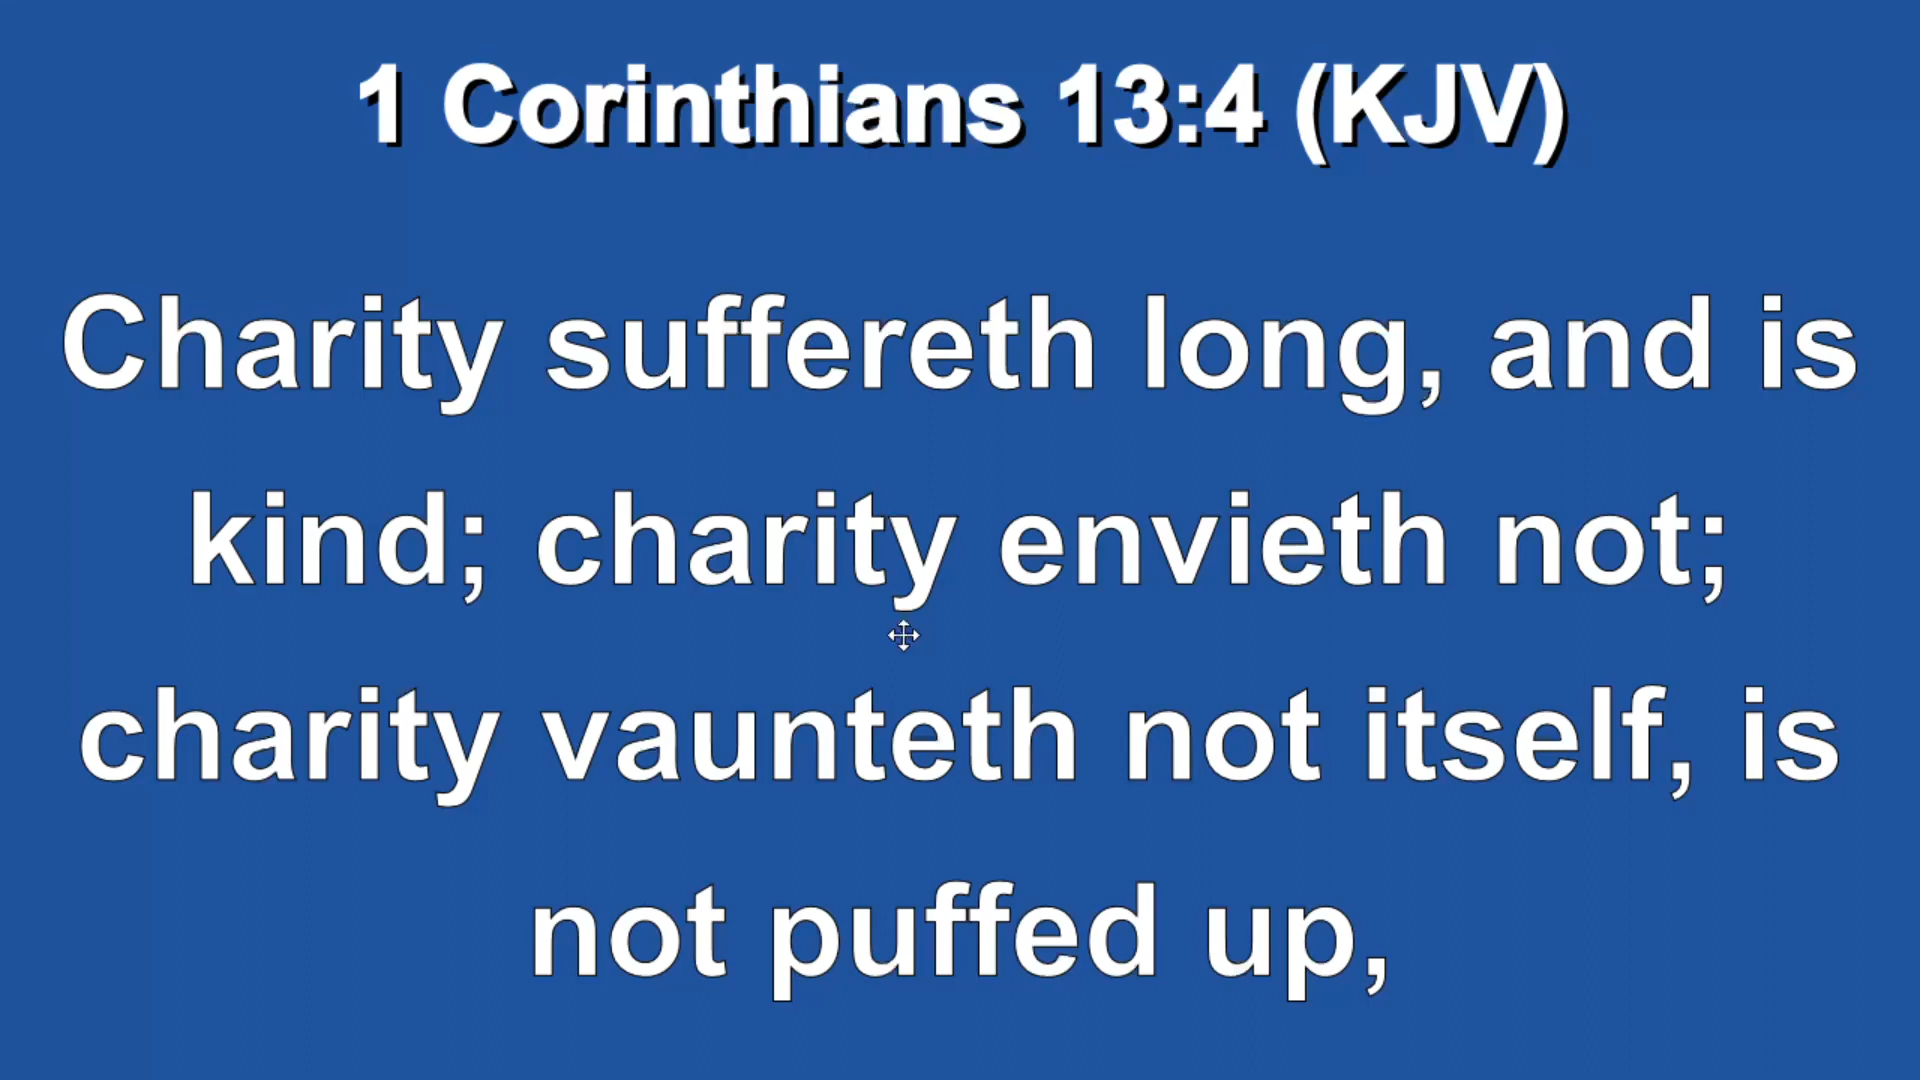 1 Corinthians 13:4 (KJV)
Charity suffereth long, and is
kind; charity envieth not;
charity vaunteth not itself, is
not puffed up,